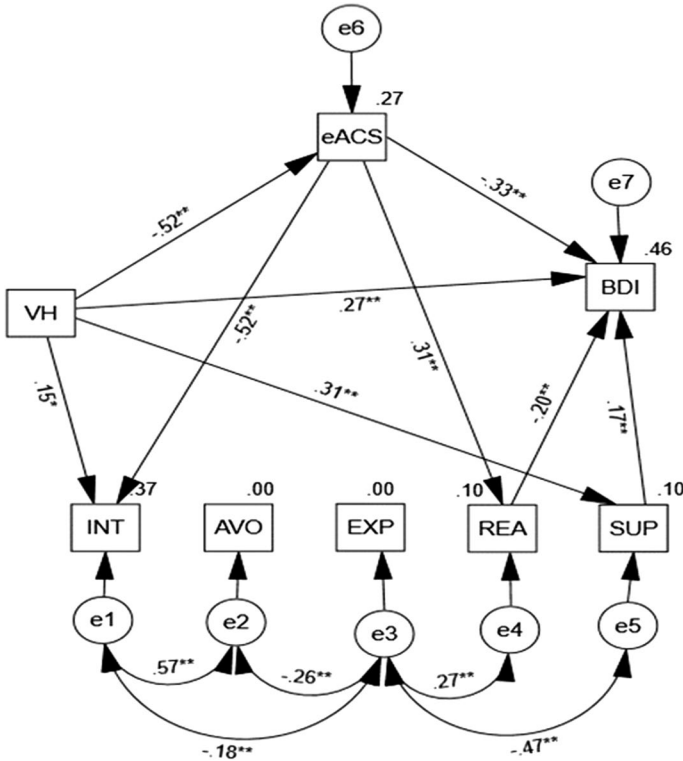 e6
.27
eACS
-.52**
-.33**
e7
.46
BDI
VH
.27**
-.52**
.31**
.15*
.31**
-.20**
.17**
.37
.00
.00
.10
.10
INT
AVO
EXP
REA
SUP
e1
e2
e3
e4
e5
.57**
-.26**
.27**
-.18**
-.47**